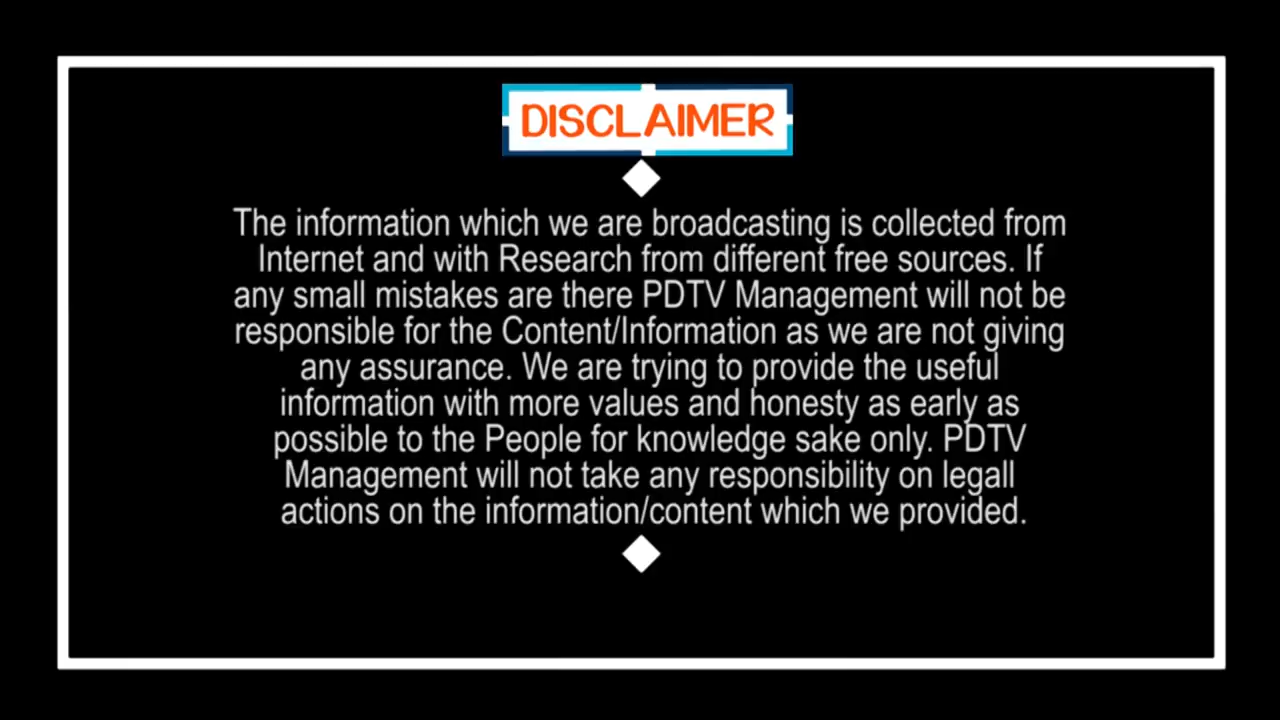 DISCLAIMER
The information which we are broadcasting is collected from
Internet and with Research from different free sources. If
any small mistakes are there PDTV Management will not be
responsible for the Content/Information as we are not giving
any assurance. We are trying to provide the useful
information with more values and honesty as early as
possible to the People for knowledge sake only. PDTV
Management will not take any responsibility on legall
actions on the information/content which we provided.